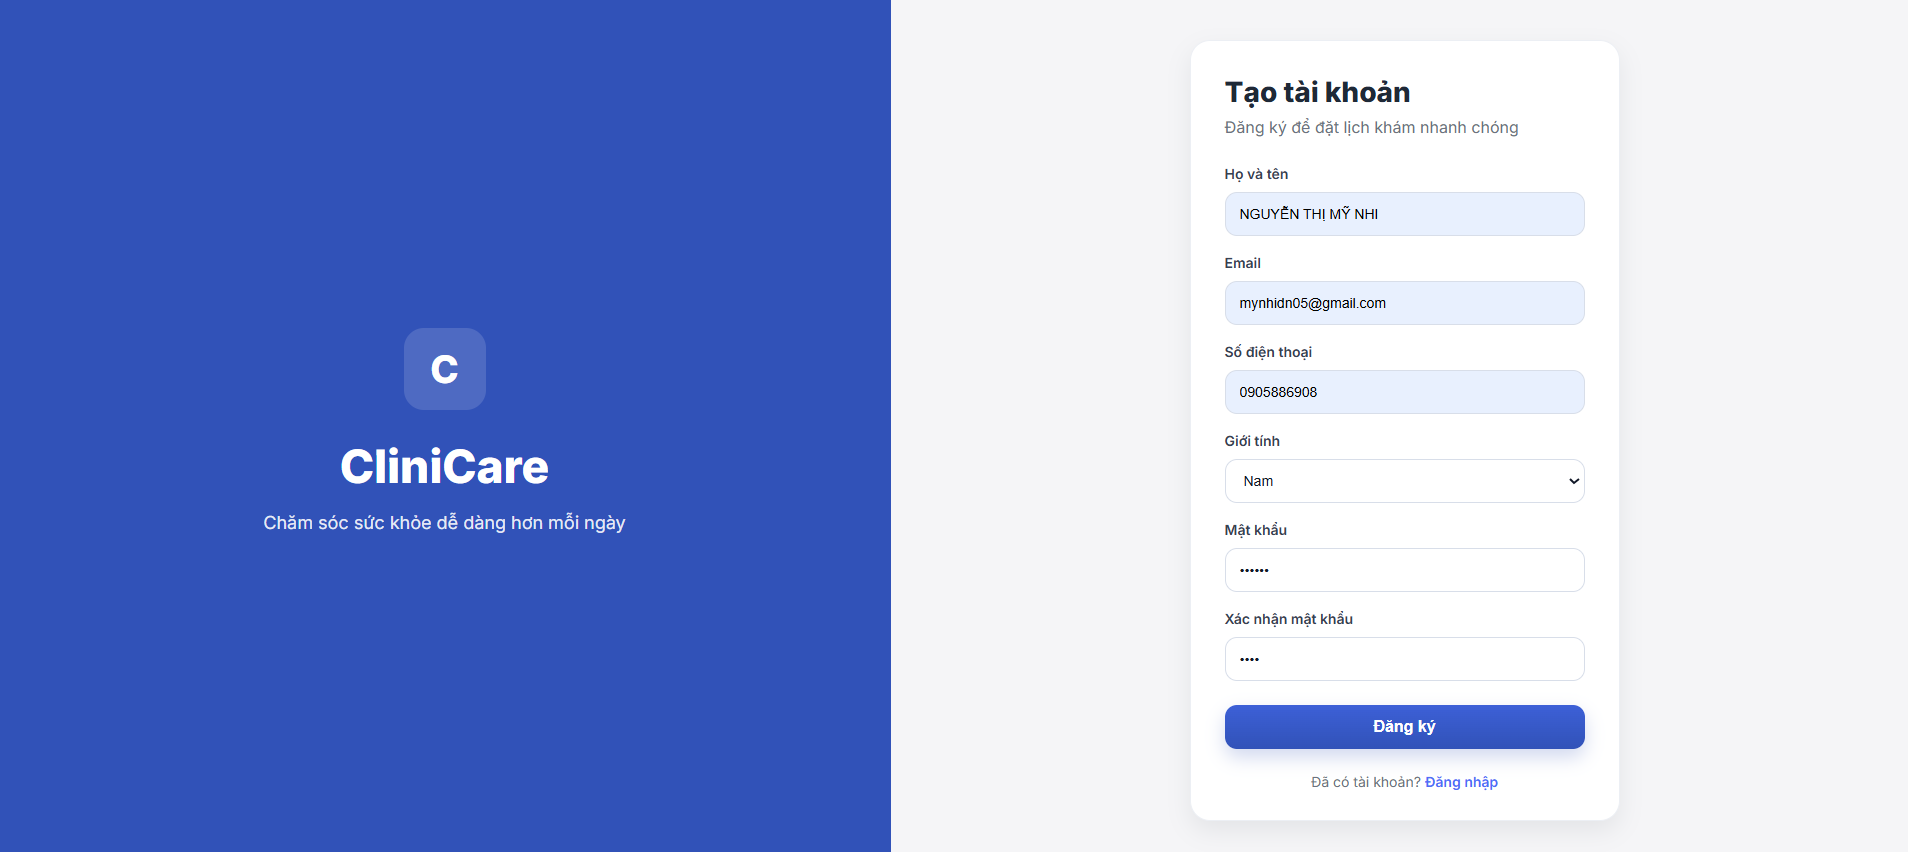 C
CliniCare
Chăm sóc sức khỏe dễ dàng hơn mỗi ngày
Tạo tài khoản
Đăng ký để đặt lịch khám nhanh chóng
Họ và tên
NGUYỄN THỊ MỸ NHI
Email
mynhidn05@gmail.com
Số điện thoại
0905886908
Giới tính
Nam
Mật khẩu
••••••
Xác nhận mật khẩu
••••
Đăng ký
Đã có tài khoản? Đăng nhập